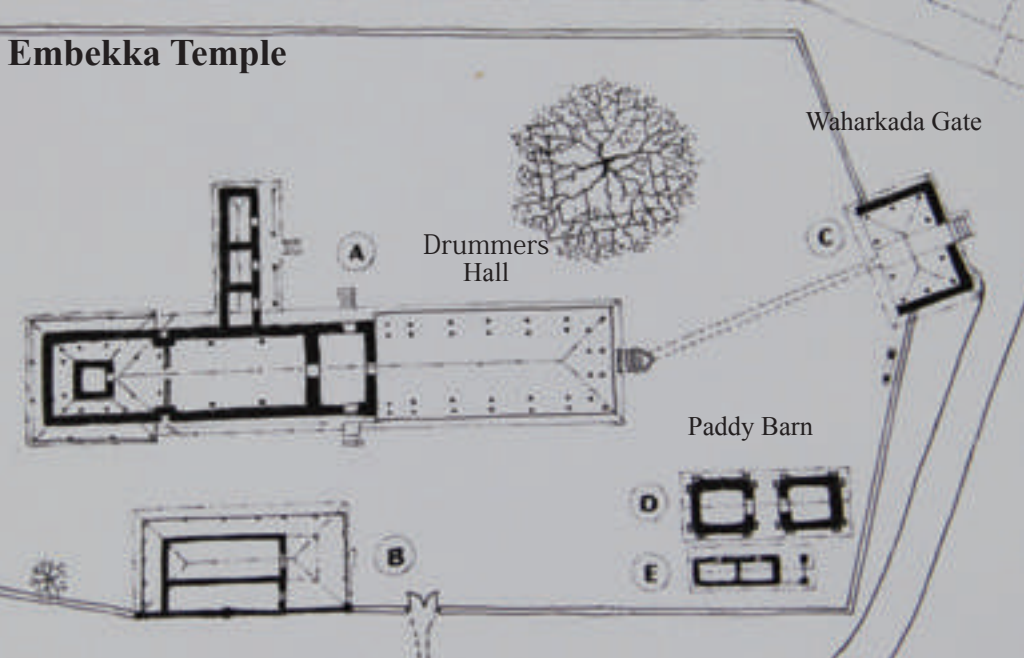 Embekka Temple
Waharkada Gate
C
A
Drummers
Hall
Paddy Barn
D
B
E